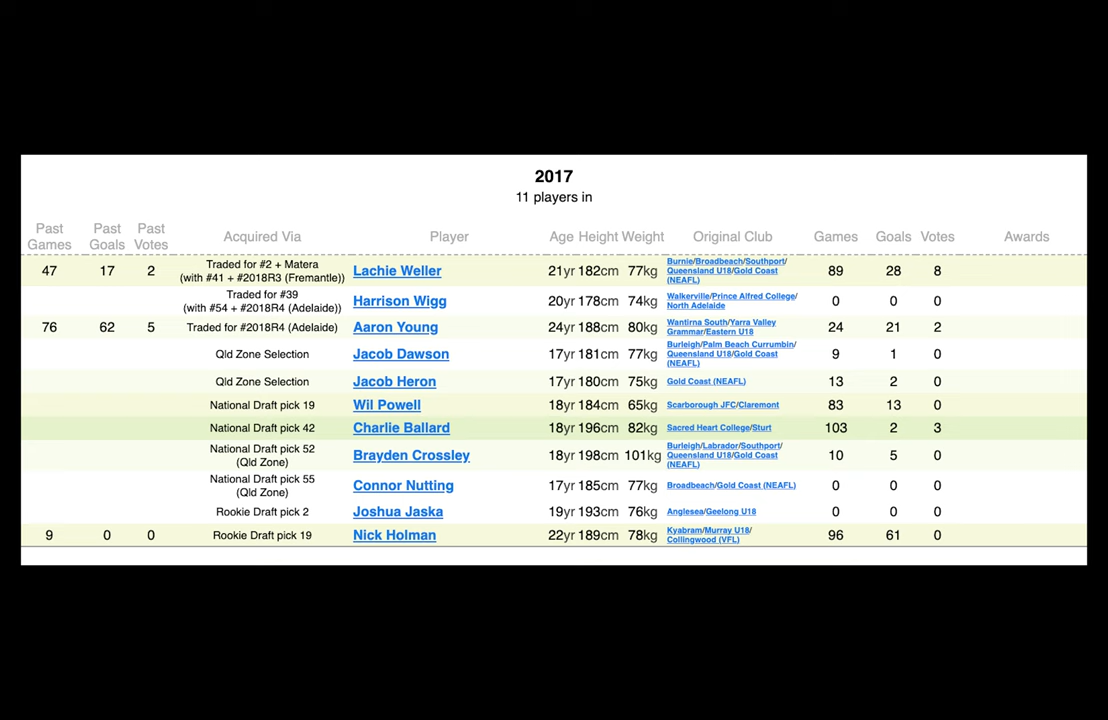 2017
11 players in
Past Games Past Goals Past Votes Acquired Via Player Age Height Weight Original Club Games Goals Votes Awards
47 17 2 Traded for #2 + Matera (with #41 + #2018R3 (Fremantle)) Lachie Weller 21yr 182cm 77kg Burnie/Broadbeach/Southport/Queensland U18/Gold Coast (NEAFL) 89 28 8
Traded for #39 (with #54 + #2018R4 (Adelaide)) Harrison Wigg 20yr 178cm 74kg Walkerville/Prince Alfred College/North Adelaide 0 0 0
76 62 5 Traded for #2018R4 (Adelaide) Aaron Young 24yr 188cm 80kg Wantirna South/Yarra Valley Grammar/Eastern U18 24 21 2
Qld Zone Selection Jacob Dawson 17yr 181cm 77kg Burleigh/Palm Beach Currumbin/Queensland U18/Gold Coast (NEAFL) 9 1 0
Qld Zone Selection Jacob Heron 17yr 180cm 75kg Gold Coast (NEAFL) 13 2 0
National Draft pick 19 Wil Powell 18yr 184cm 65kg Scarborough JFC/Claremont 83 13 0
National Draft pick 42 Charlie Ballard 18yr 196cm 82kg Sacred Heart College/Sturt 103 2 3
National Draft pick 52 (Qld Zone) Brayden Crossley 18yr 198cm 101kg Burleigh/Labrador/Southport/Queensland U18/Gold Coast (NEAFL) 10 5 0
National Draft pick 55 (Qld Zone) Connor Nutting 17yr 185cm 77kg Broadbeach/Gold Coast (NEAFL) 0 0 0
Rookie Draft pick 2 Joshua Jaska 19yr 193cm 76kg Anglesea/Geelong U18 0 0 0
9 0 0 Rookie Draft pick 19 Nick Holman 22yr 189cm 78kg Kyabram/Murray U18/Collingwood (VFL) 96 61 0